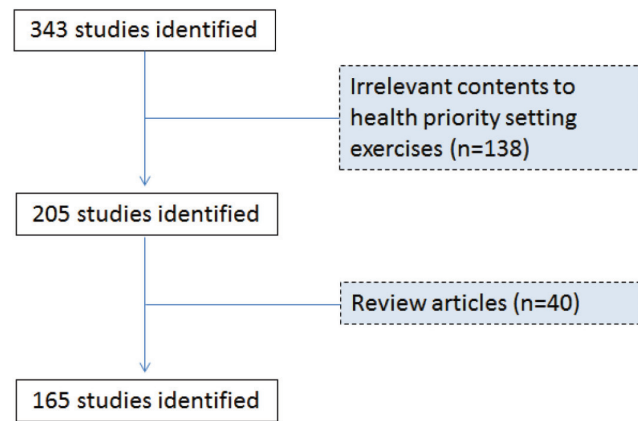 343 studies identified
Irrelevant contents to
health priority setting
exercises (n=138)
205 studies identified
Review articles (n=40)
165 studies identified